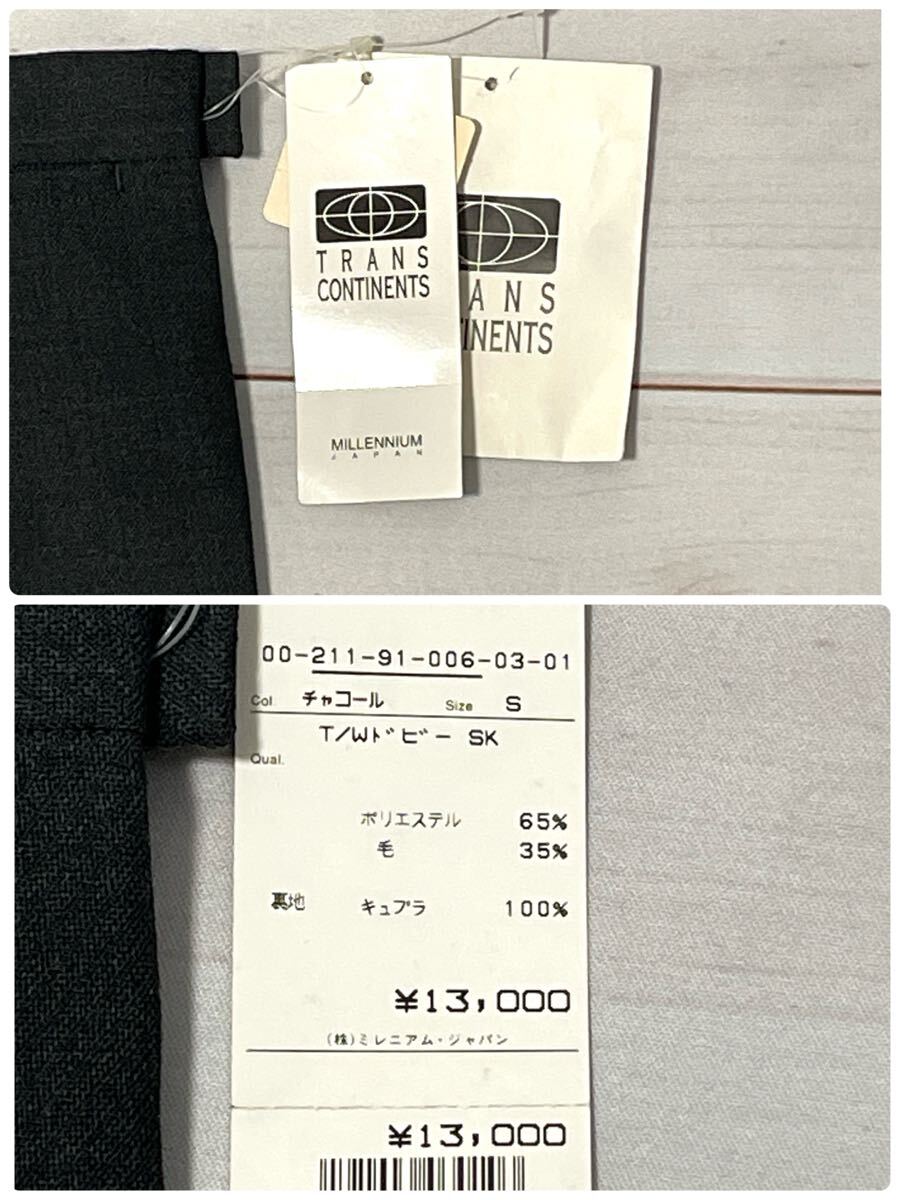 TRANS
CONTINENTS
MILLENNIUM
JAPAN
ANS
INENTS
00-211-91-006-03-01
Col. チャコール Size S
T/Wドビー SK
Qual.
ポリエステル 65%
毛 35%
裏地 キュプラ 100%
¥13,000
(株)ミレニアム・ジャパン
¥13,000